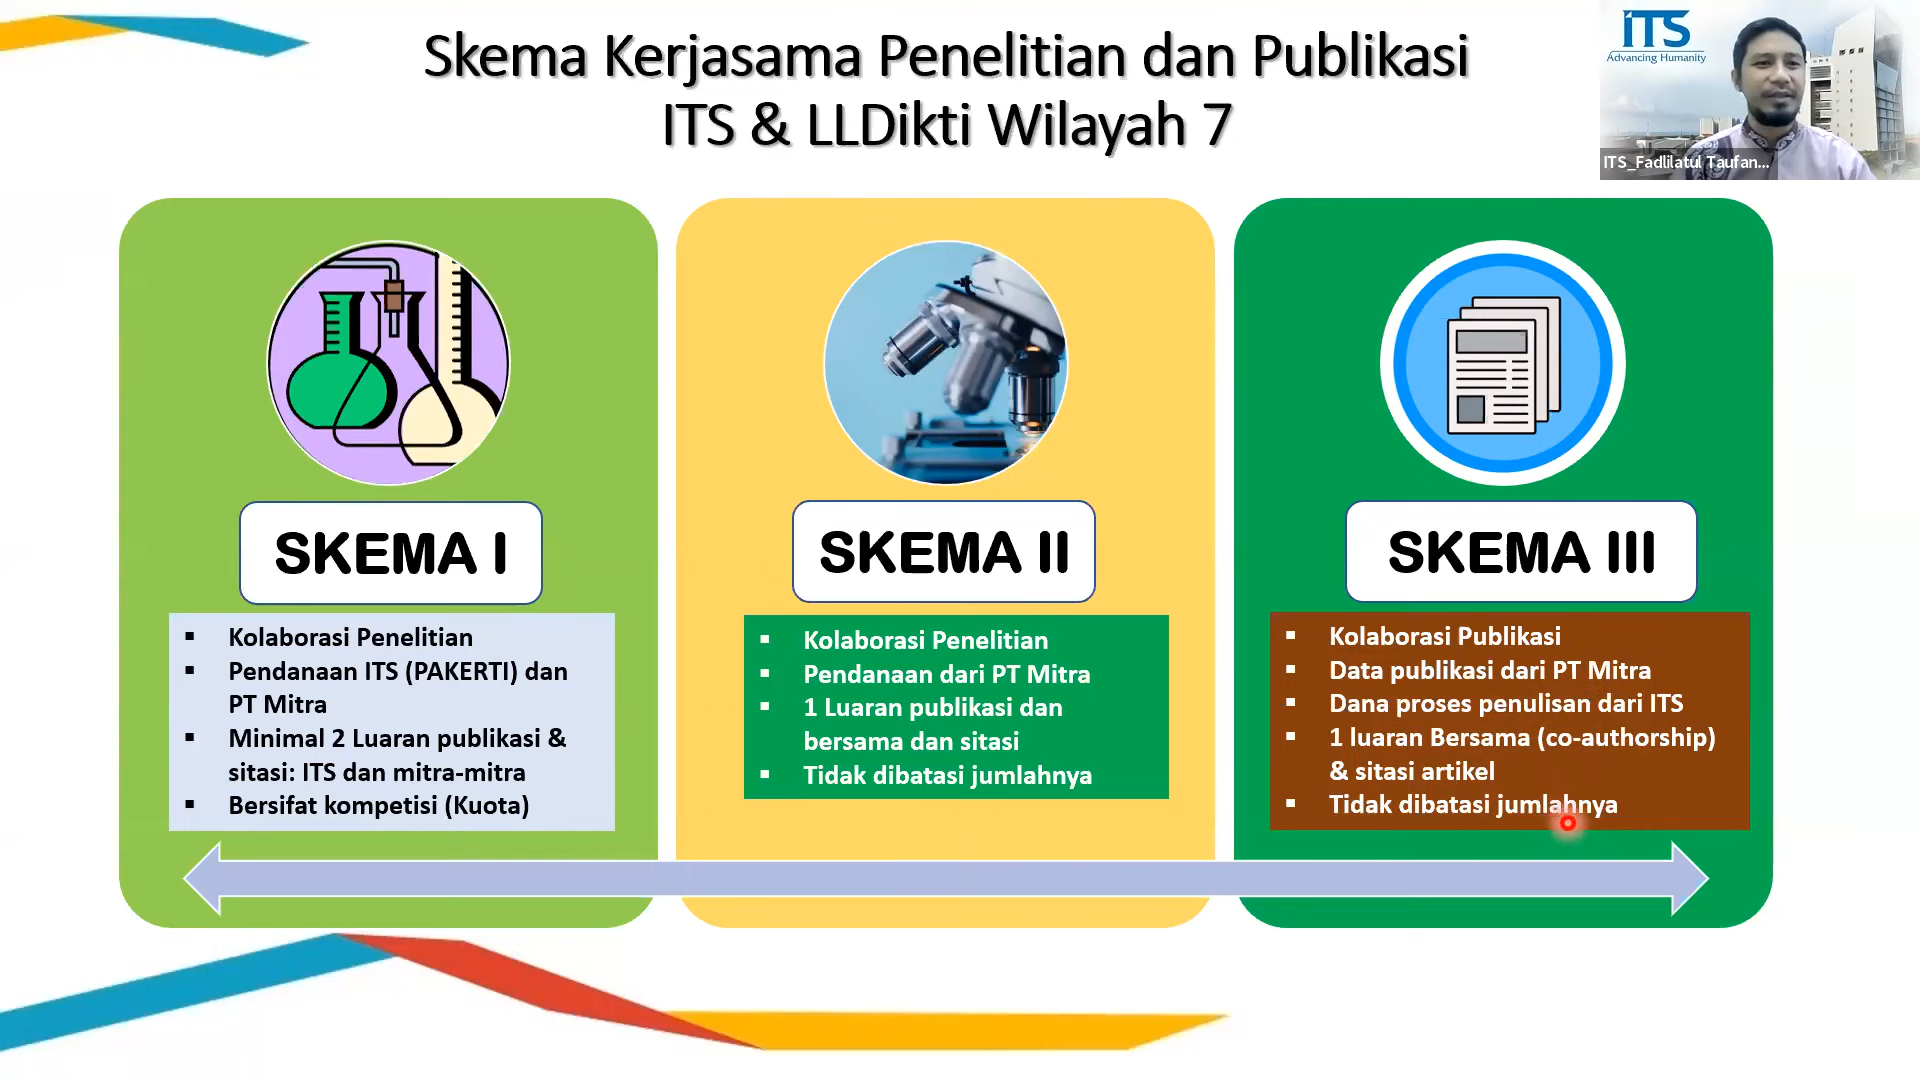 Skema Kerjasama Penelitian dan Publikasi
ITS & LLDikti Wilayah 7
ITS
Advancing Humanity
ITS_Fadlilatul Taufan...
SKEMA I
▪ Kolaborasi Penelitian
▪ Pendanaan ITS (PAKERTI) dan
PT Mitra
▪ Minimal 2 Luaran publikasi &
sitasi: ITS dan mitra-mitra
▪ Bersifat kompetisi (Kuota)
SKEMA II
▪ Kolaborasi Penelitian
▪ Pendanaan dari PT Mitra
▪ 1 Luaran publikasi dan
bersama dan sitasi
▪ Tidak dibatasi jumlahnya
SKEMA III
▪ Kolaborasi Publikasi
▪ Data publikasi dari PT Mitra
▪ Dana proses penulisan dari ITS
▪ 1 luaran Bersama (co-authorship)
& sitasi artikel
▪ Tidak dibatasi jumlahnya